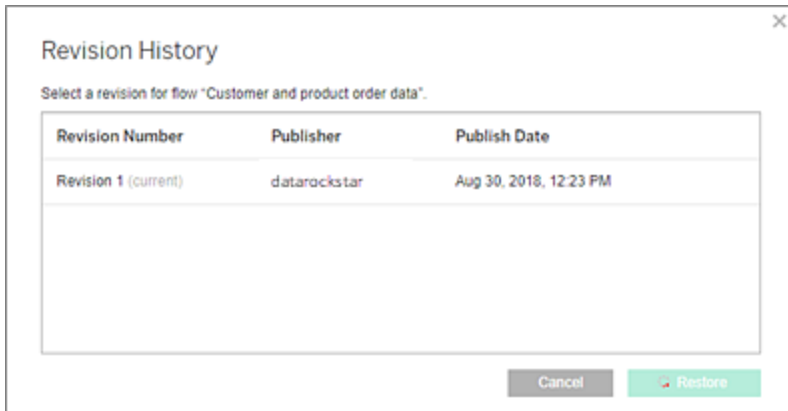 Revision History
Select a revision for flow "Customer and product order data".
Revision Number Publisher Publish Date
Revision 1 (current) datarockstar Aug 30, 2018, 12:23 PM
Cancel Restore